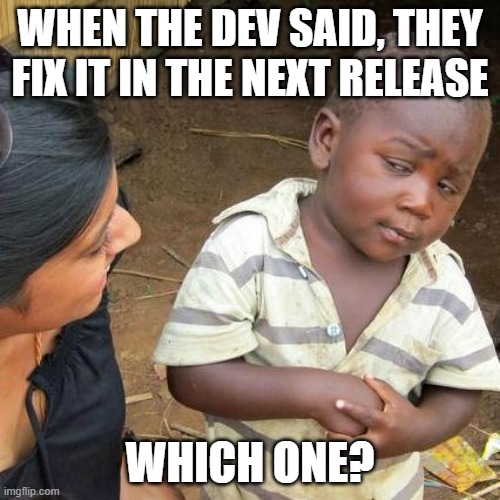 WHEN THE DEV SAID, THEY
FIX IT IN THE NEXT RELEASE
WHICH ONE?
imgflip.com